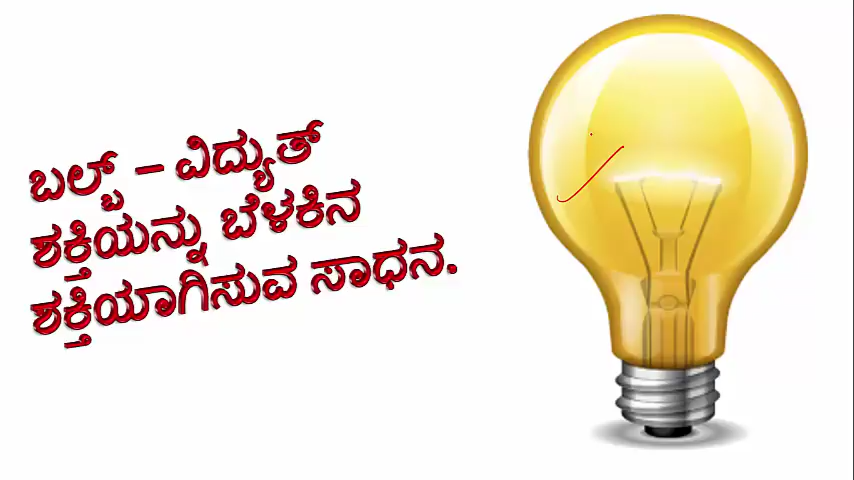 ಬಲ್ಬ್ – ವಿದ್ಯುತ್
ಶಕ್ತಿಯನ್ನು ಬೆಳಕಿನ
ಶಕ್ತಿಯಾಗಿಸುವ ಸಾಧನ.